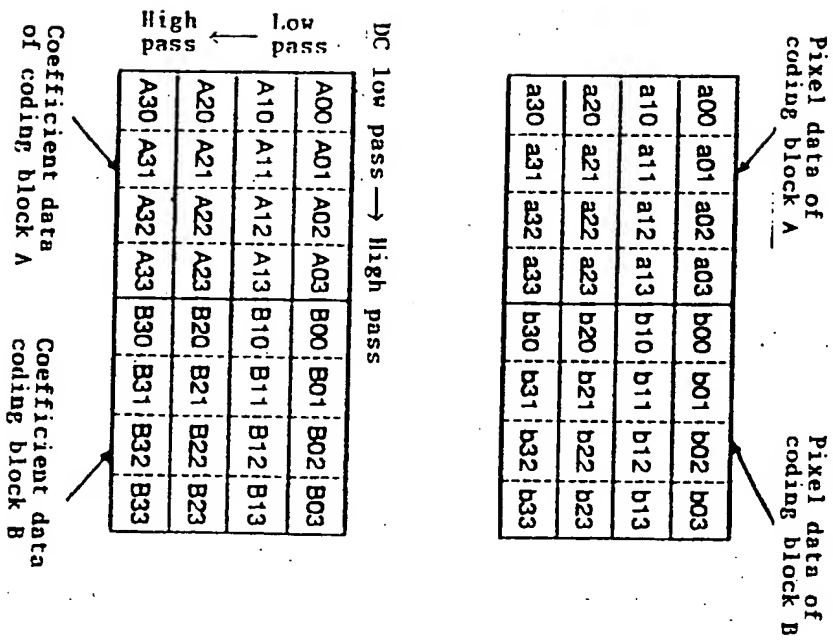 Pixel data of
coding block A
Pixel data of
coding block B
a00 a01 a02 a03 b00 b01 b02 b03
a10 a11 a12 a13 b10 b11 b12 b13
a20 a21 a22 a23 b20 b21 b22 b23
a30 a31 a32 a33 b30 b31 b32 b33
DC low pass → High pass
Low
pass
←
High
pass
A00 A01 A02 A03 B00 B01 B02 B03
A10 A11 A12 A13 B10 B11 B12 B13
A20 A21 A22 A23 B20 B21 B22 B23
A30 A31 A32 A33 B30 B31 B32 B33
Coefficient data
of coding block A
Coefficient data
coding block B